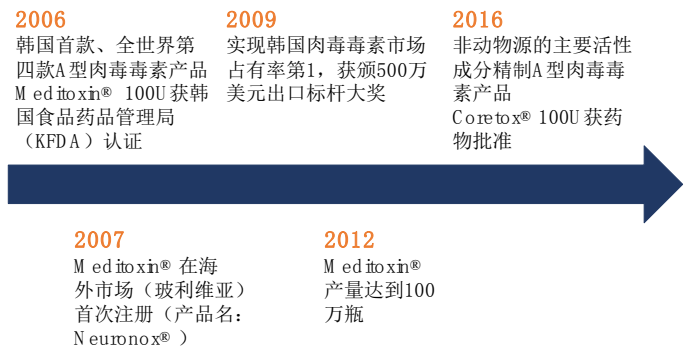 2006
韩国首款、全世界第
四款A型肉毒毒素产品
Meditoxin® 100U获韩
国食品药品管理局
（KFDA）认证
2009
实现韩国肉毒毒素市场
占有率第1，获颁500万
美元出口标杆大奖
2016
非动物源的主要活性
成分精制A型肉毒毒
素产品
Coretox® 100U获药
物批准
2007
Meditoxin®在海
外市场（玻利维亚）
首次注册（产品名：
Neuronox®）
2012
Meditoxin®
产量达到100
万瓶